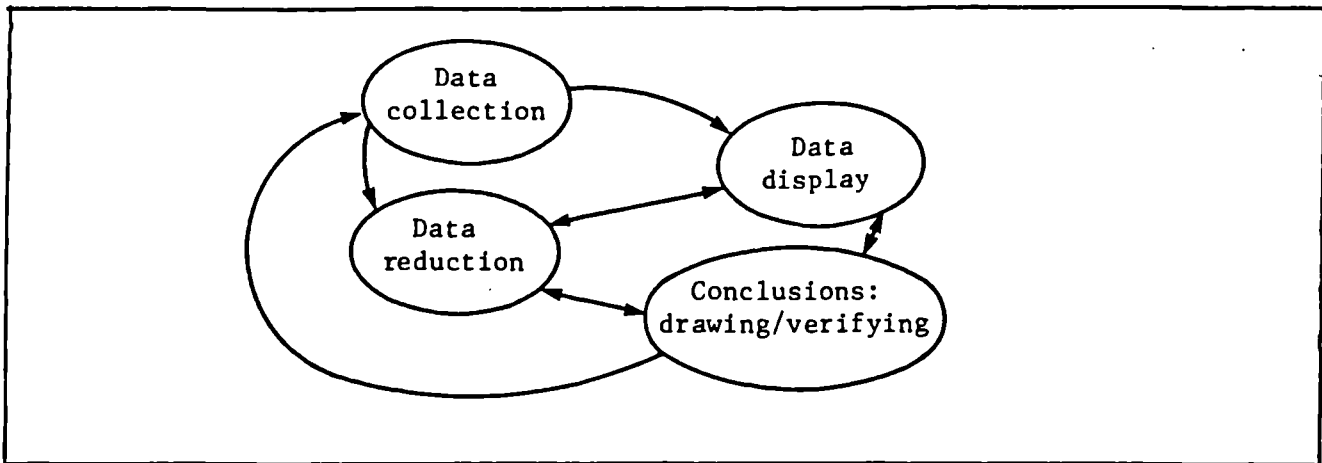 Data
collection
Data
display
Data
reduction
Conclusions:
drawing/verifying